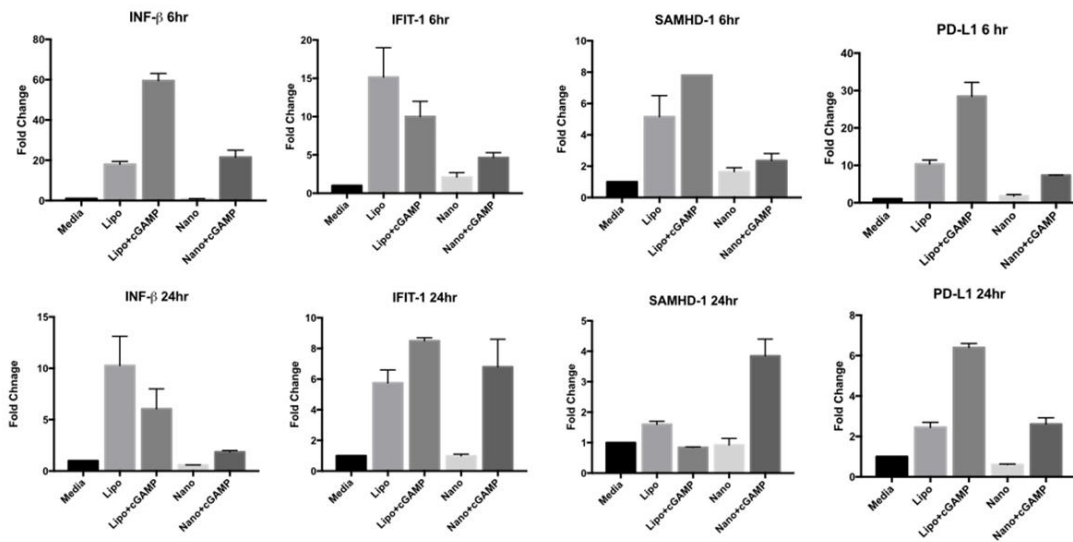 INF-β 6hr
Fold Change
80
60
40
20
0
Media
Lipo
Lipo+cGAMP
Nano
Nano+cGAMP
IFIT-1 6hr
Fold Change
20
15
10
5
0
Media
Lipo
Lipo+cGAMP
Nano
Nano+cGAMP
SAMHD-1 6hr
Fold Change
10
8
6
4
2
0
Media
Lipo
Lipo+cGAMP
Nano
Nano+cGAMP
PD-L1 6 hr
Fold Change
40
30
20
10
0
Media
Lipo
Lipo+cGAMP
Nano
Nano+cGAMP
INF-β 24hr
Fold Chnage
15
10
5
0
Media
Lipo
Lipo+cGAMP
Nano
Nano+cGAMP
IFIT-1 24hr
Fold Change
10
8
6
4
2
0
Media
Lipo
Lipo+cGAMP
Nano
Nano+cGAMP
SAMHD-1 24hr
Fold Change
5
4
3
2
1
0
Media
Lipo
Lipo+cGAMP
Nano
Nano+cGAMP
PD-L1 24hr
Fold Change
8
6
4
2
0
Media
Lipo
Lipo+cGAMP
Nano
Nano+cGAMP